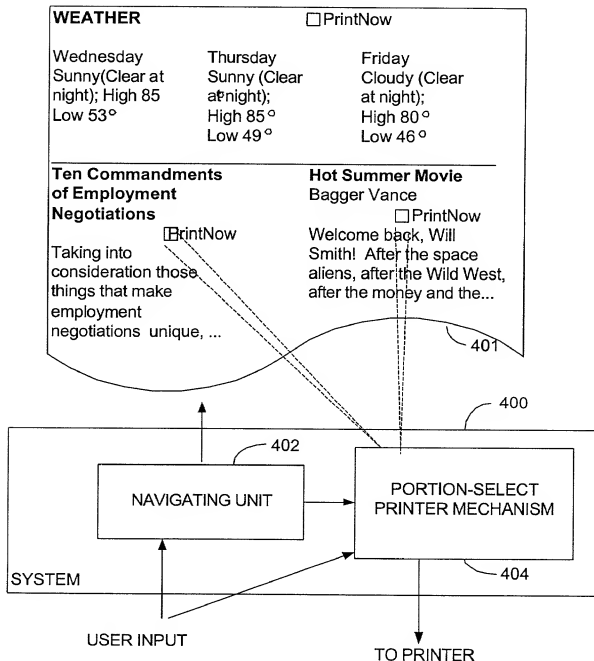 WEATHER
□PrintNow
Wednesday
Sunny(Clear at
night); High 85
Low 53°
Thursday
Sunny (Clear
at night);
High 85°
Low 49°
Friday
Cloudy (Clear
at night);
High 80°
Low 46°
Ten Commandments
of Employment
Negotiations
□PrintNow
Taking into
consideration those
things that make
employment
negotiations unique, ...
Hot Summer Movie
Bagger Vance
□PrintNow
Welcome back, Will
Smith! After the space
aliens, after the Wild West,
after the money and the...
401
400
402
NAVIGATING UNIT
PORTION-SELECT
PRINTER MECHANISM
404
SYSTEM
USER INPUT
TO PRINTER